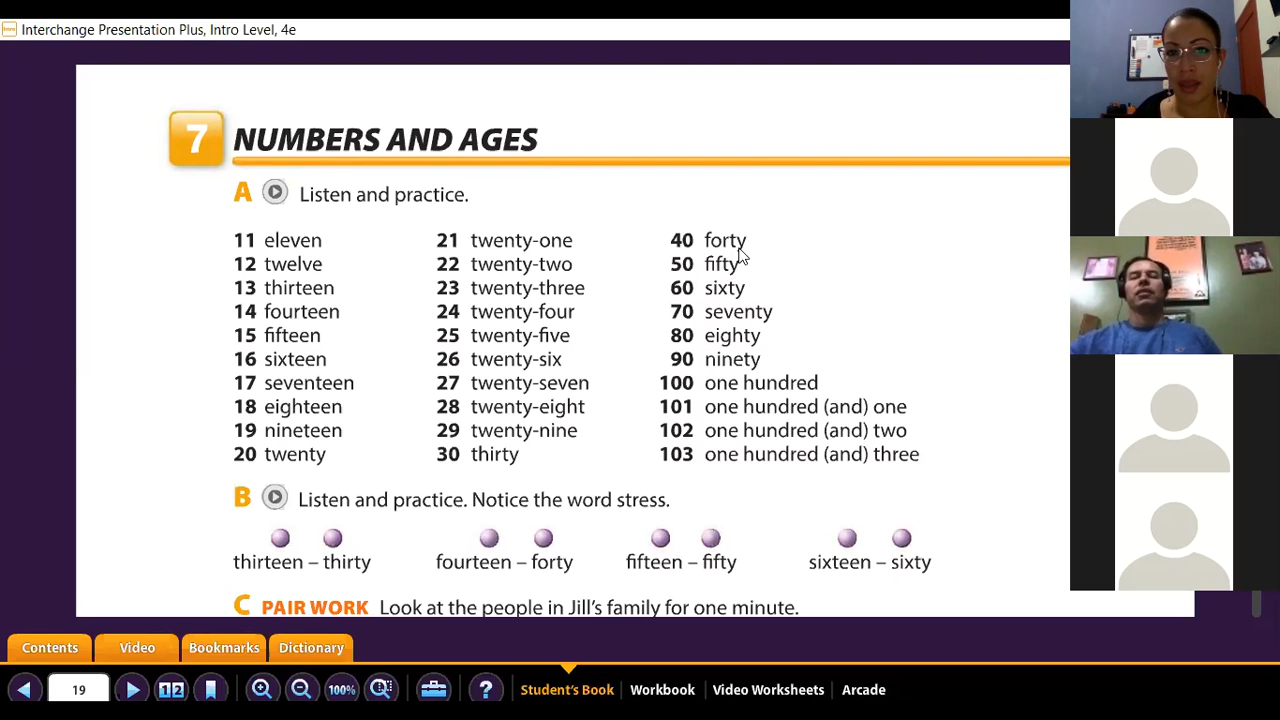 Interchange Presentation Plus, Intro Level, 4e
7 NUMBERS AND AGES
A Listen and practice.
11 eleven 21 twenty-one 40 forty
12 twelve 22 twenty-two 50 fifty
13 thirteen 23 twenty-three 60 sixty
14 fourteen 24 twenty-four 70 seventy
15 fifteen 25 twenty-five 80 eighty
16 sixteen 26 twenty-six 90 ninety
17 seventeen 27 twenty-seven 100 one hundred
18 eighteen 28 twenty-eight 101 one hundred (and) one
19 nineteen 29 twenty-nine 102 one hundred (and) two
20 twenty 30 thirty 103 one hundred (and) three
B Listen and practice. Notice the word stress.
thirteen – thirty fourteen – forty fifteen – fifty sixteen – sixty
C PAIR WORK Look at the people in Jill's family for one minute.
Contents Video Bookmarks Dictionary
19 12 100% ? Student's Book Workbook Video Worksheets Arcade